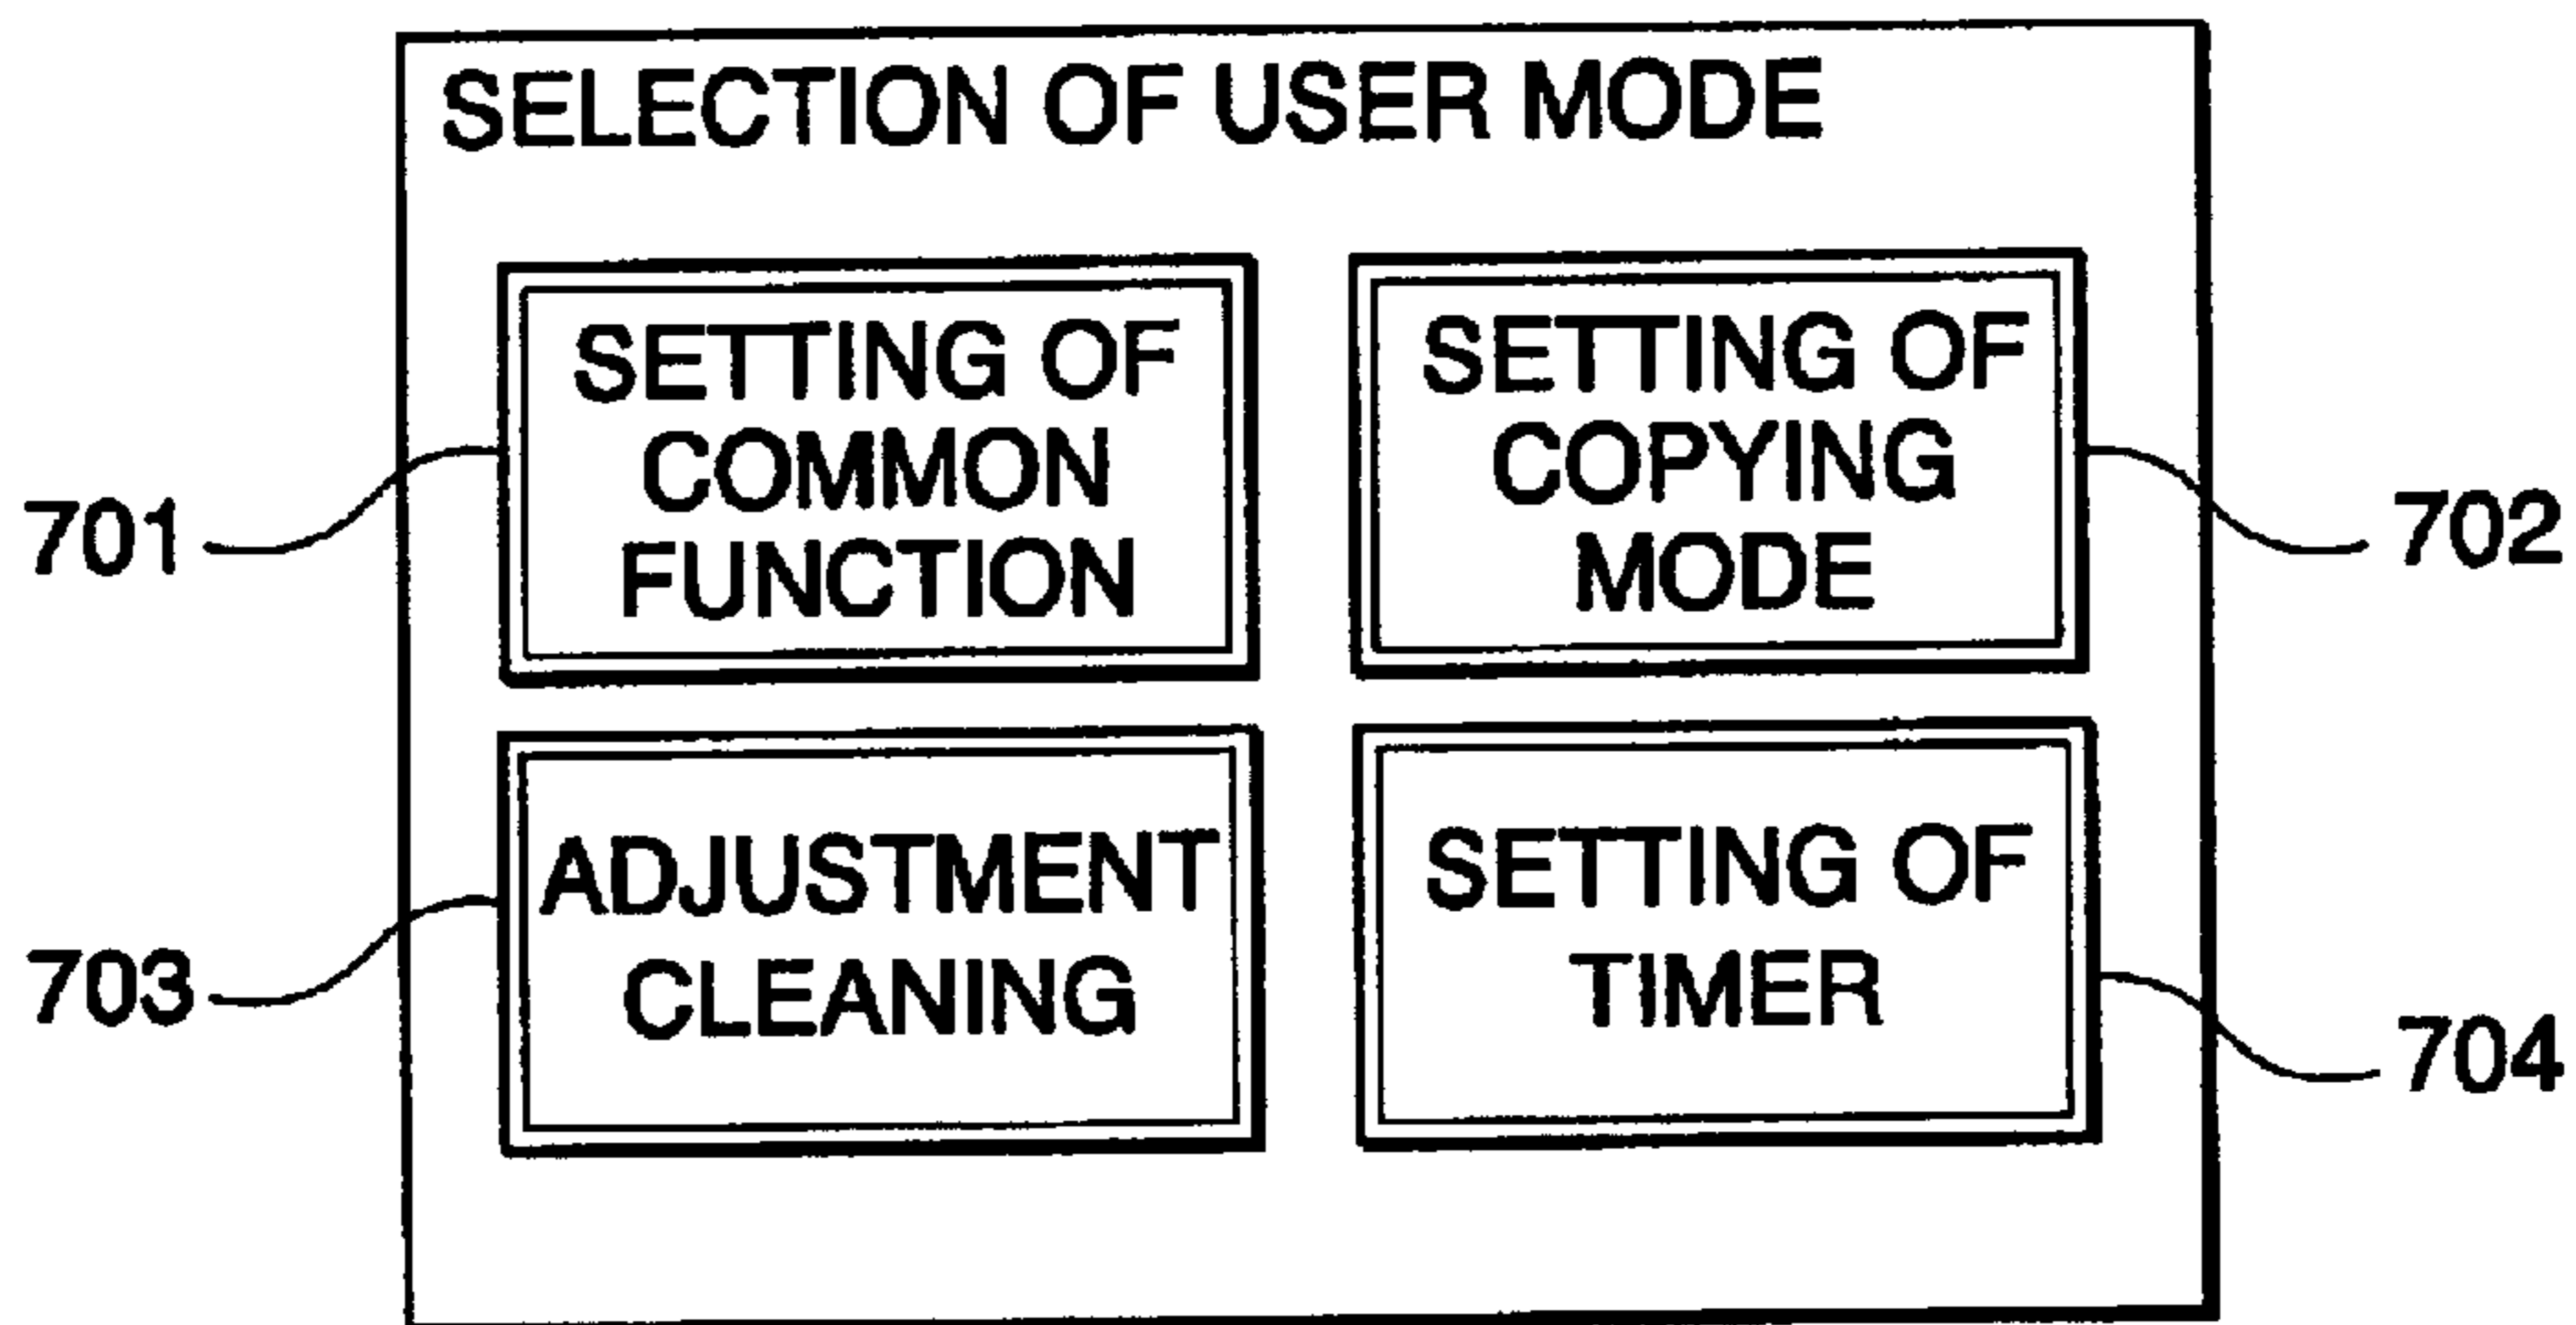 SELECTION OF USER MODE
SETTING OF
COMMON
FUNCTION
SETTING OF
COPYING
MODE
701
702
ADJUSTMENT
CLEANING
SETTING OF
TIMER
703
704